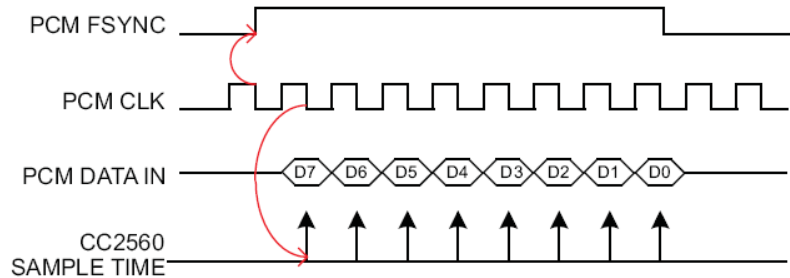 PCM FSYNC
PCM CLK
PCM DATA IN
D7 D6 D5 D4 D3 D2 D1 D0
CC2560
SAMPLE TIME